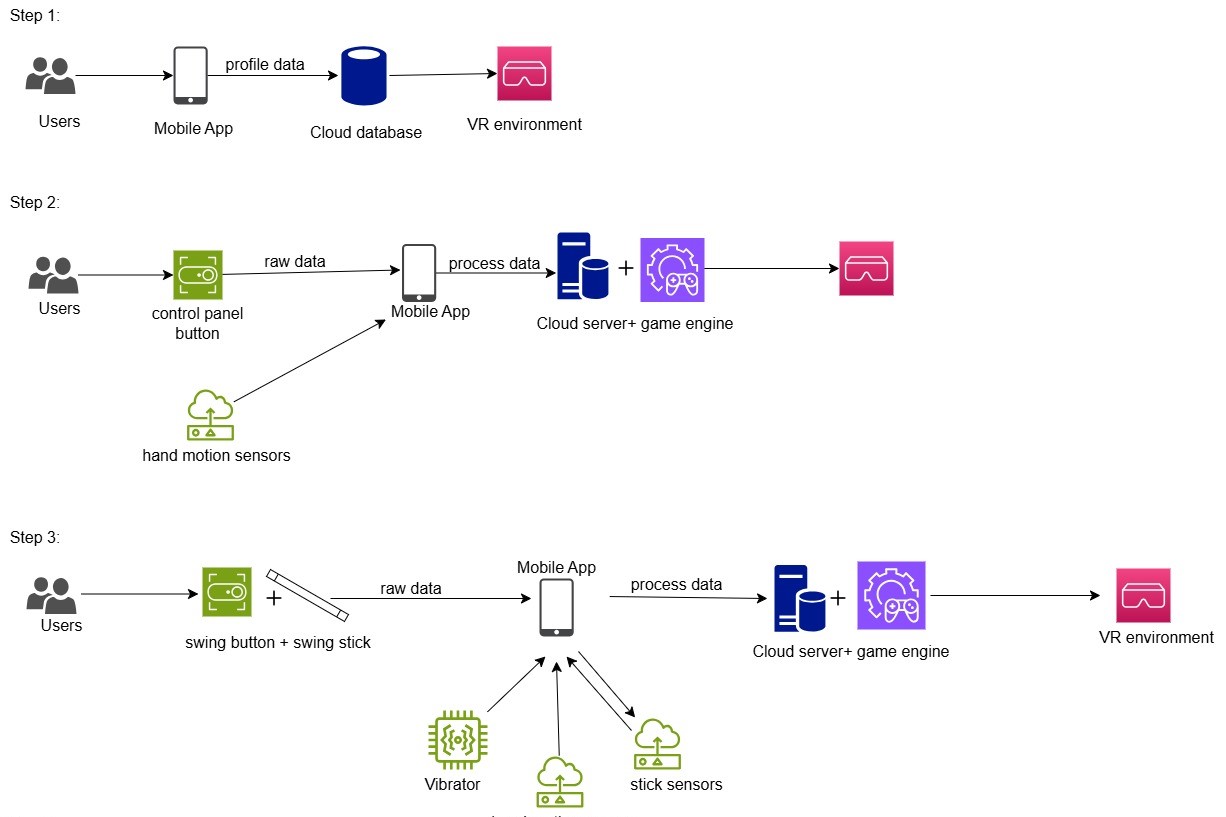 Step 1:
profile data
Users
Mobile App
Cloud database
VR environment
Step 2:
raw data
process data
Users
control panel
button
Mobile App
Cloud server+ game engine
hand motion sensors
Step 3:
Mobile App
raw data
process data
Users
swing button + swing stick
Cloud server+ game engine
VR environment
Vibrator
stick sensors